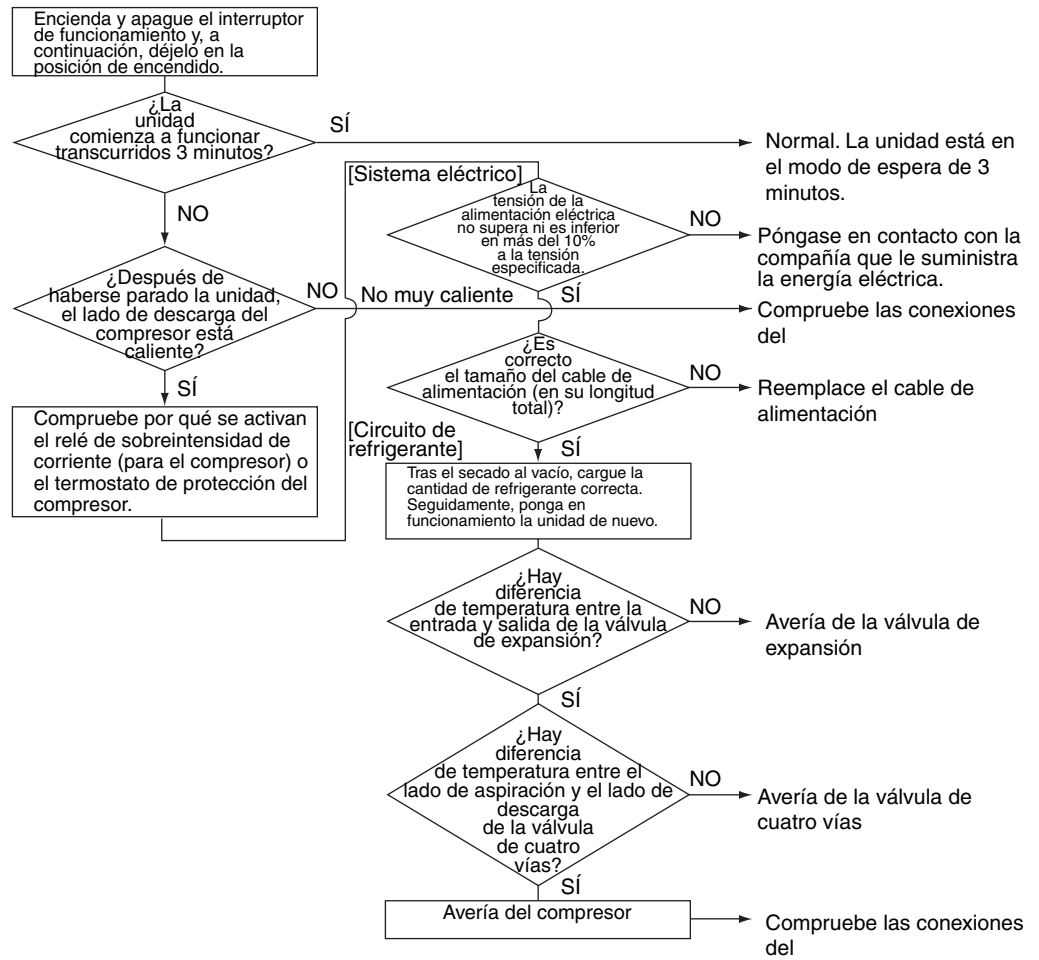 Encienda y apague el interruptor
de funcionamiento y, a
continuación, déjelo en la
posición de encendido.
¿La
unidad
comienza a funcionar
transcurridos 3 minutos?
SÍ
Normal. La unidad está en
el modo de espera de 3
minutos.
NO
[Sistema eléctrico]
La
tensión de la
alimentación eléctrica
no supera ni es inferior
en más del 10%
a la tensión
especificada.
NO
Póngase en contacto con la
compañía que le suministra
la energía eléctrica.
SÍ
¿Después de
haberse parado la unidad,
el lado de descarga del
compresor está
caliente?
NO
No muy caliente
Compruebe las conexiones
del
SÍ
¿Es
correcto
el tamaño del cable de
alimentación (en su longitud
total)?
NO
Reemplace el cable de
alimentación
SÍ
Compruebe por qué se activan
el relé de sobreintensidad de
corriente (para el compresor) o
el termostato de protección del
compresor.
[Circuito de
refrigerante]
Tras el secado al vacío, cargue la
cantidad de refrigerante correcta.
Seguidamente, ponga en
funcionamiento la unidad de nuevo.
¿Hay
diferencia
de temperatura entre la
entrada y salida de la válvula
de expansión?
NO
Avería de la válvula de
expansión
SÍ
¿Hay
diferencia
de temperatura entre el
lado de aspiración y el lado de
descarga
de la válvula
de cuatro
vías?
NO
Avería de la válvula de
cuatro vías
SÍ
Avería del compresor
Compruebe las conexiones
del